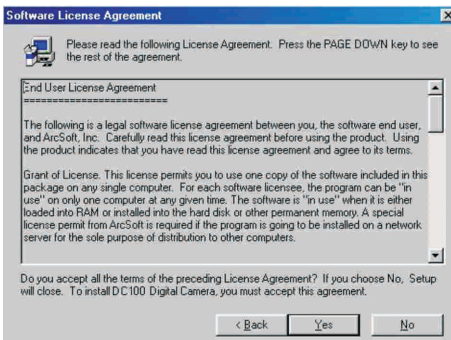 Software License Agreement
Please read the following License Agreement. Press the PAGE DOWN key to see
the rest of the agreement.
End User License Agreement
=========================
The following is a legal software license agreement between you, the software end user,
and ArcSoft, Inc. Carefully read this license agreement before using the product. Using
the product indicates that you have read this license agreement and agree to its terms.
Grant of License. This license permits you to use one copy of the software included in this
package on any single computer. For each software licensee, the program can be "in
use" on only one computer at any given time. The software is "in use" when it is either
loaded into RAM or installed into the hard disk or other permanent memory. A special
license permit from ArcSoft is required if the program is going to be installed on a network
server for the sole purpose of distribution to other computers.
Do you accept all the terms of the preceding License Agreement? If you choose No, Setup
will close. To install DC100 Digital Camera, you must accept this agreement.
< Back
Yes
No